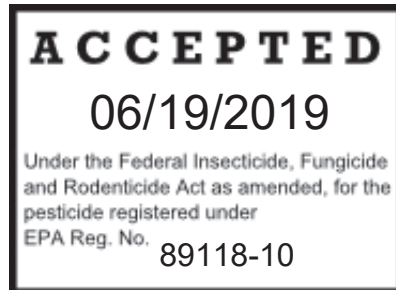 ACCEPTED
06/19/2019
Under the Federal Insecticide, Fungicide
and Rodenticide Act as amended, for the
pesticide registered under
EPA Reg. No. 89118-10